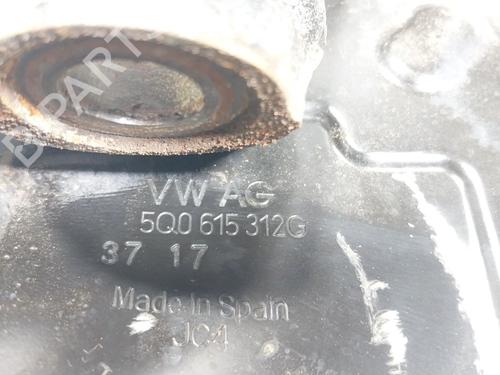 VW AG
5Q0 615 312G
37 17
Made In Spain
JC4